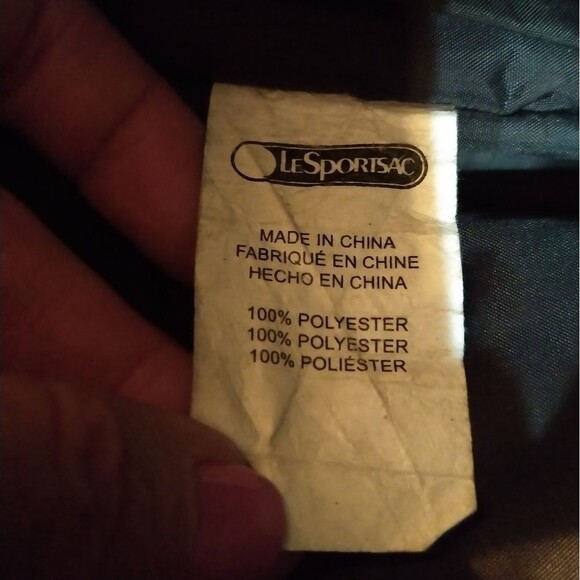 LESPORTSAC
MADE IN CHINA
FABRIQUÉ EN CHINE
HECHO EN CHINA
100% POLYESTER
100% POLYESTER
100% POLIÉSTER